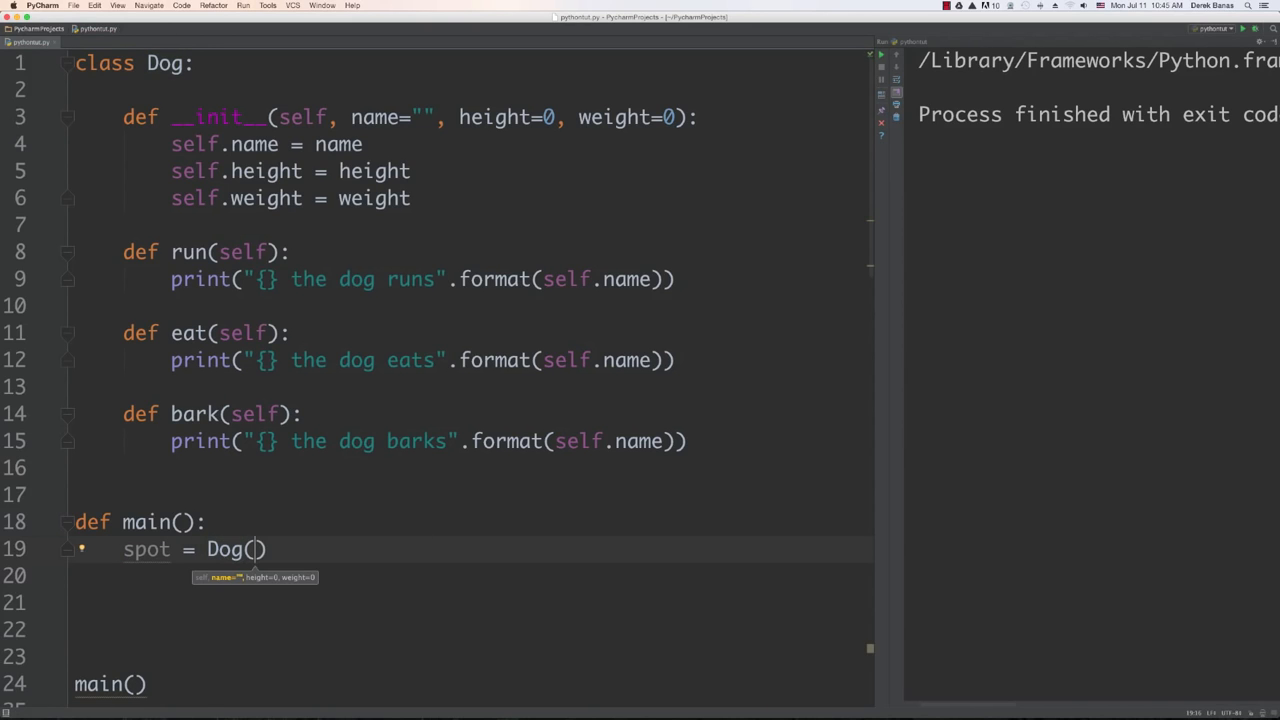 PyCharm File Edit View Navigate Code Refactor Run Tools VCS Window Help 10 Mon Jul 11 10:45 AM Derek Banas
pythontut.py - PycharmProjects - [~/PycharmProjects]
PycharmProjects pythontut.py pythontut
pythontut.py Run: pythontut
1 class Dog:
2
3 def __init__(self, name="", height=0, weight=0):
4 self.name = name
5 self.height = height
6 self.weight = weight
7
8 def run(self):
9 print("{} the dog runs".format(self.name))
10
11 def eat(self):
12 print("{} the dog eats".format(self.name))
13
14 def bark(self):
15 print("{} the dog barks".format(self.name))
16
17
18 def main():
19 spot = Dog()
self, name="", height=0, weight=0
20
21
22
23
24 main()
/Library/Frameworks/Python.fra
Process finished with exit cod
19:16 LF÷ UTF-8÷